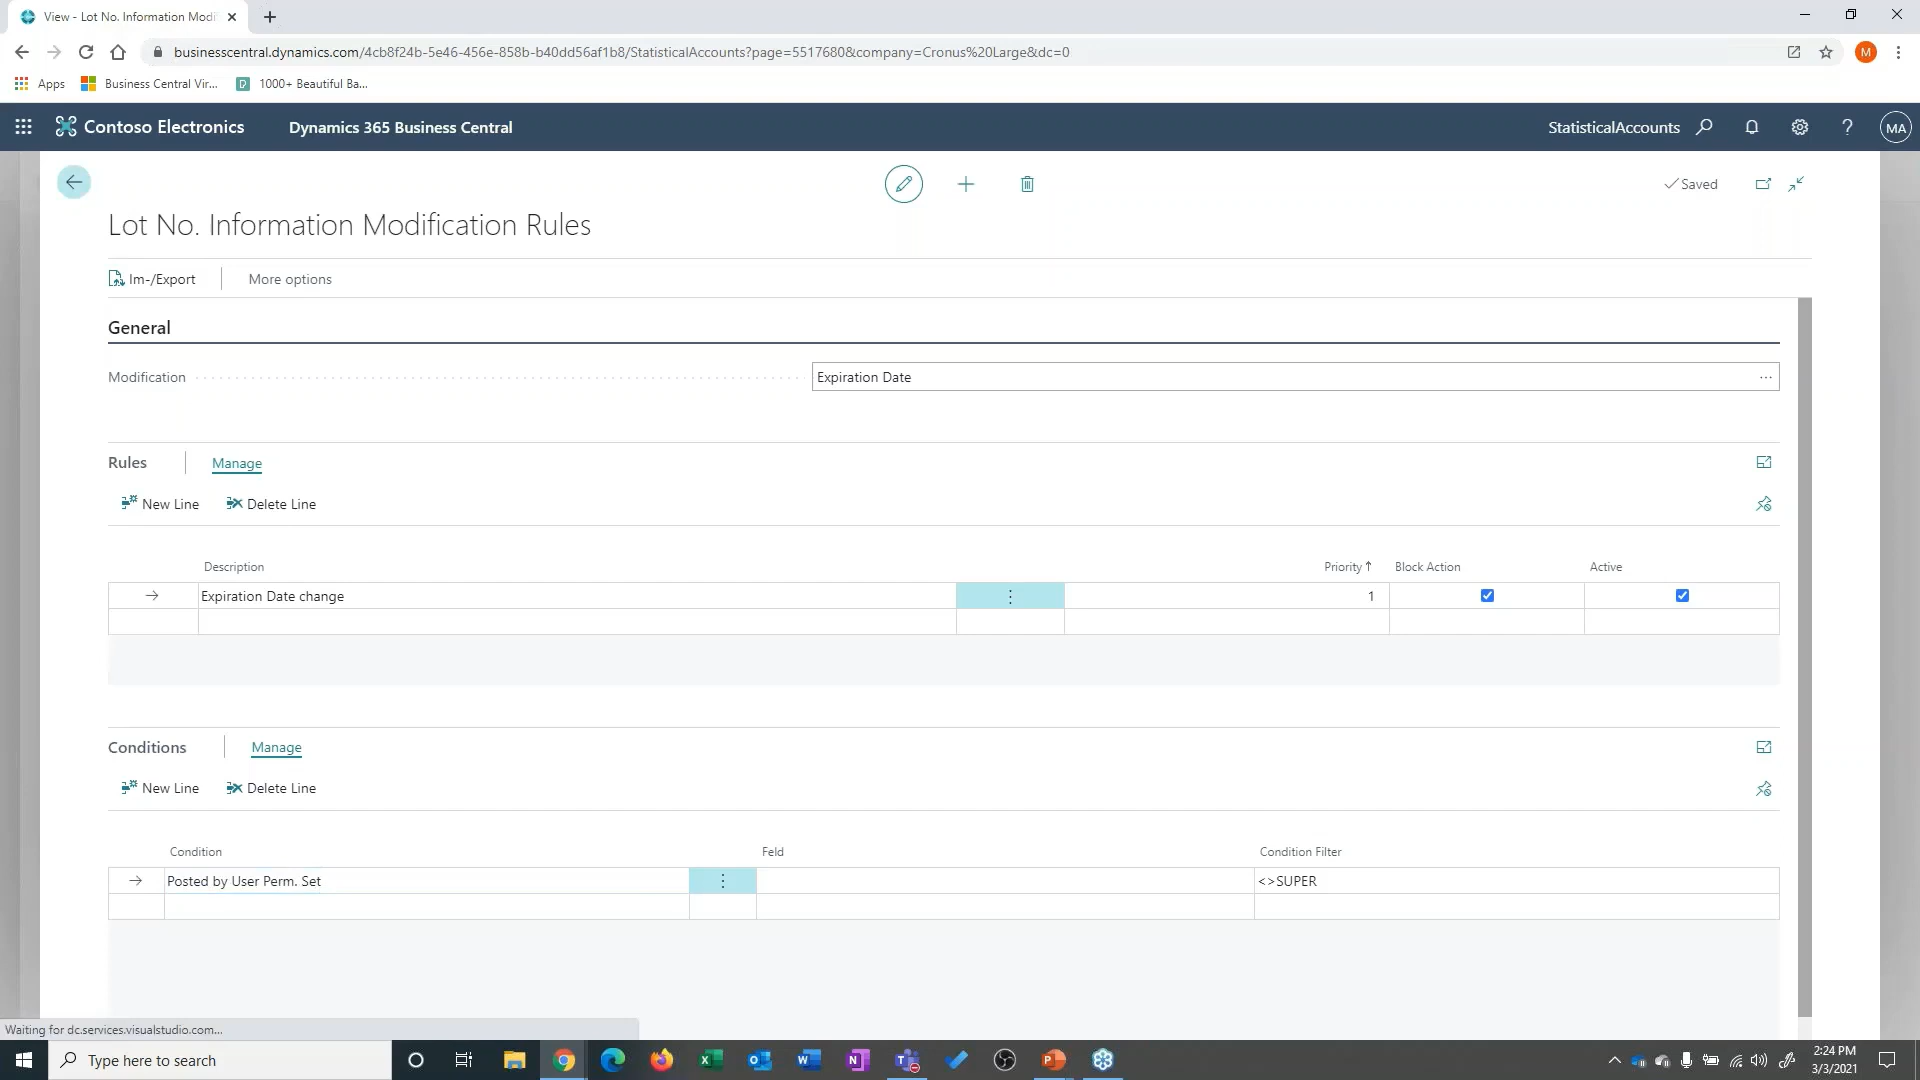 View - Lot No. Information Modif
businesscentral.dynamics.com/4cb8f24b-5e46-456e-858b-b40dd56af1b8/StatisticalAccounts?page=5517680&company=Cronus%20Large&dc=0
M
Apps
Business Central Vir...
1000+ Beautiful Ba...
Contoso Electronics
Dynamics 365 Business Central
StatisticalAccounts
MA
Saved
Lot No. Information Modification Rules
Im-/Export
More options
General
Modification
Expiration Date
Rules
Manage
New Line
Delete Line
Description
Priority↑
Block Action
Active
Expiration Date change
1
Conditions
Manage
New Line
Delete Line
Condition
Feld
Condition Filter
Posted by User Perm. Set
<>SUPER
Waiting for dc.services.visualstudio.com...
Type here to search
2:24 PM
3/3/2021